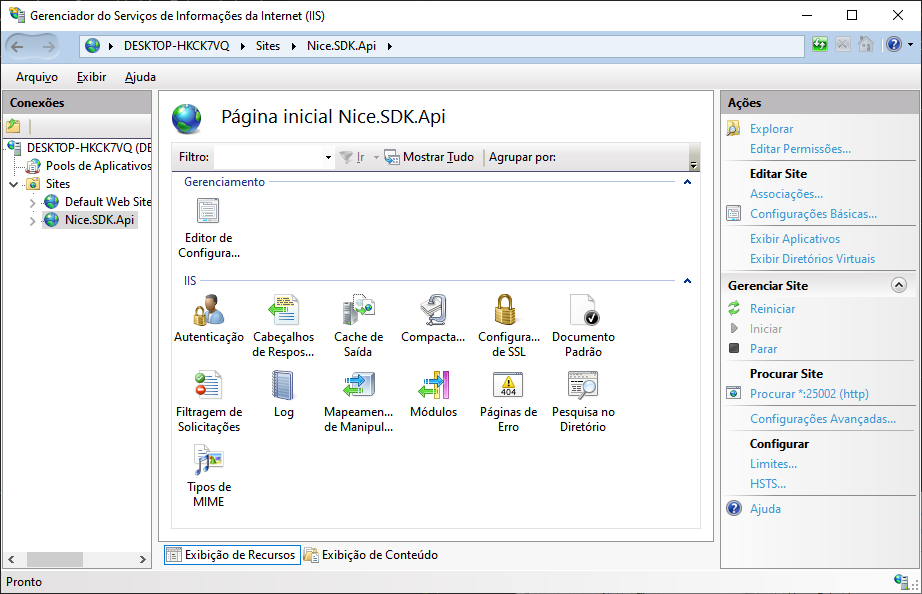 Gerenciador do Serviços de Informações da Internet (IIS)
DESKTOP-HKCK7VQ
Sites
Nice.SDK.Api
Arquivo
Exibir
Ajuda
Conexões
DESKTOP-HKCK7VQ (DE
Pools de Aplicativos
Sites
Default Web Site
Nice.SDK.Api
Página inicial Nice.SDK.Api
Filtro:
Ir
Mostrar Tudo
Agrupar por:
Gerenciamento
Editor de
Configura...
IIS
Autenticação
Cabeçalhos
de Respos...
Cache de
Saída
Compacta...
Configura...
de SSL
Documento
Padrão
Filtragem de
Solicitações
Log
Mapeamen...
de Manipul...
Módulos
404
Páginas de
Erro
Pesquisa no
Diretório
Tipos de
MIME
Exibição de Recursos
Exibição de Conteúdo
Ações
Explorar
Editar Permissões...
Editar Site
Associações...
Configurações Básicas...
Exibir Aplicativos
Exibir Diretórios Virtuais
Gerenciar Site
Reiniciar
Iniciar
Parar
Procurar Site
Procurar *:25002 (http)
Configurações Avançadas...
Configurar
Limites...
HSTS...
Ajuda
Pronto